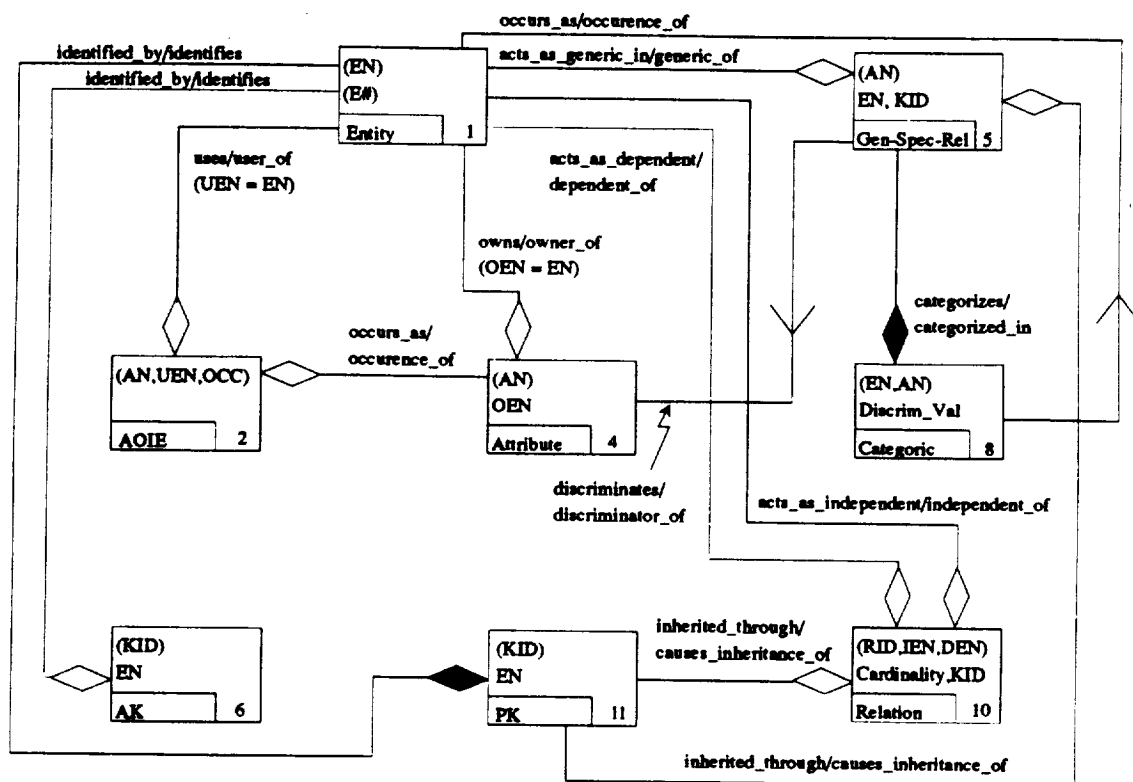 occurs_as/occurence_of
identified_by/identifies
acts_as_generic_in/generic_of
identified_by/identifies
(EN)
(E#)
Entity 1
(AN)
EN, KID
Gen-Spec-Rel 5
uses/user_of
(UEN = EN)
acts_as_dependent/
dependent_of
owns/owner_of
(OEN = EN)
categorizes/
categorized_in
occurs_as/
occurence_of
(AN,UEN,OCC)
AOIE 2
(AN)
OEN
Attribute 4
(EN,AN)
Discrim_Val
Categoric 8
discriminates/
discriminator_of
acts_as_independent/independent_of
(KID)
EN
AK 6
(KID)
EN
PK 11
inherited_through/
causes_inheritance_of
(RID,IEN,DEN)
Cardinality,KID
Relation 10
inherited_through/causes_inheritance_of